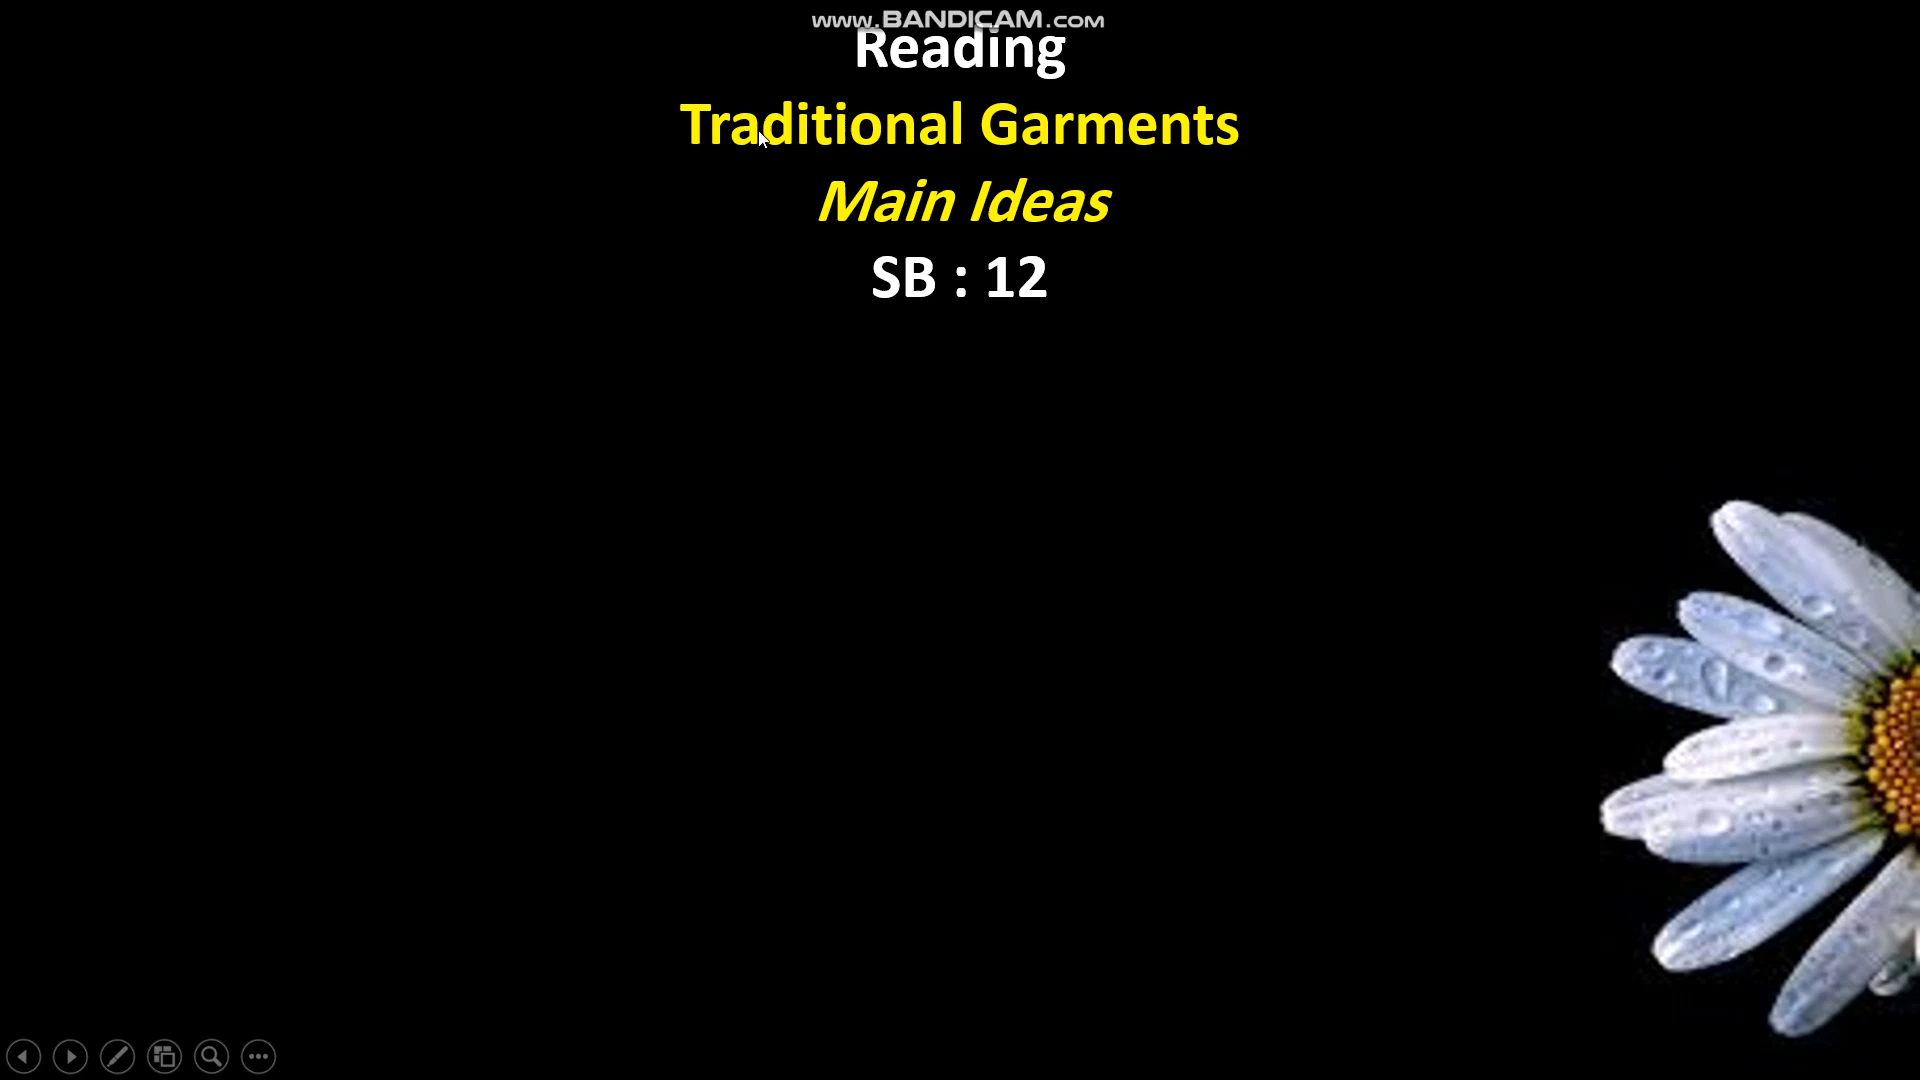 www.BANDICAM.com
Reading
Traditional Garments
Main Ideas
SB : 12